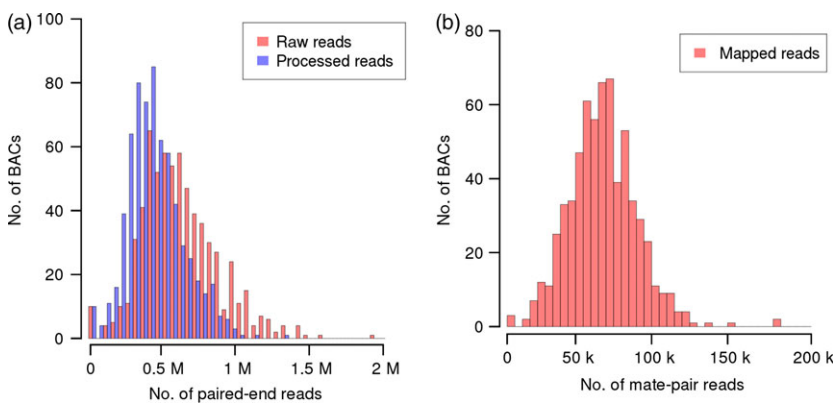 (a)
100
80
60
40
20
0
No. of BACs
Raw reads
Processed reads
0 0.5 M 1 M 1.5 M 2 M
No. of paired-end reads
(b)
80
60
40
20
0
No. of BACs
Mapped reads
0 50 k 100 k 150 k 200 k
No. of mate-pair reads